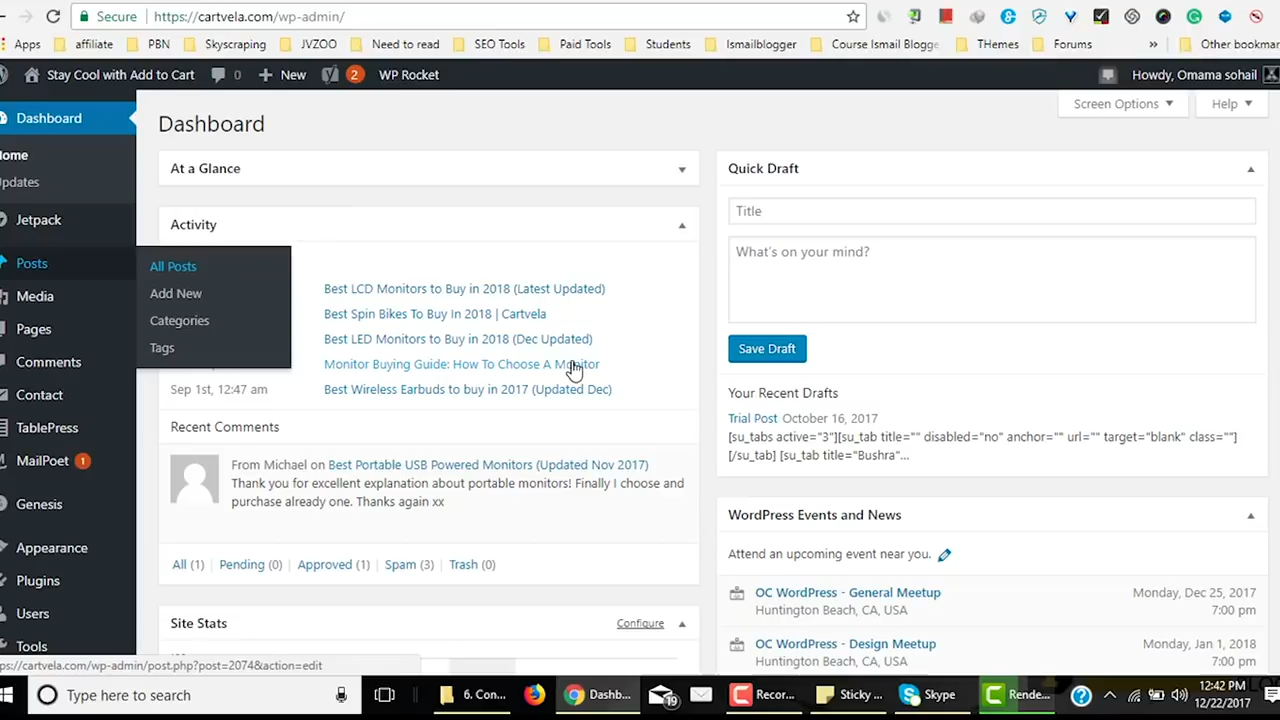 Secure https://cartvela.com/wp-admin/
Apps affiliate PBN Skyscraping JVZOO Need to read SEO Tools Paid Tools Students Ismailblogger Course Ismail Blogge THemes Forums » Other bookmar
Stay Cool with Add to Cart 0 New 2 WP Rocket Howdy, Omama sohail
Screen Options Help
Dashboard
Home
Updates
Jetpack
Posts
All Posts
Add New
Categories
Tags
Media
Pages
Comments
Contact
TablePress
MailPoet 1
Genesis
Appearance
Plugins
Users
Tools
Dashboard
At a Glance
Activity
Best LCD Monitors to Buy in 2018 (Latest Updated)
Best Spin Bikes To Buy In 2018 | Cartvela
Best LED Monitors to Buy in 2018 (Dec Updated)
Monitor Buying Guide: How To Choose A Monitor
Sep 1st, 12:47 am Best Wireless Earbuds to buy in 2017 (Updated Dec)
Recent Comments
From Michael on Best Portable USB Powered Monitors (Updated Nov 2017)
Thank you for excellent explanation about portable monitors! Finally I choose and
purchase already one. Thanks again xx
All (1) | Pending (0) | Approved (1) | Spam (3) | Trash (0)
Site Stats Configure
Quick Draft
Title
What's on your mind?
Save Draft
Your Recent Drafts
Trial Post October 16, 2017
[su_tabs active="3"][su_tab title="" disabled="no" anchor="" url="" target="blank" class=""]
[/su_tab] [su_tab title="Bushra"...
WordPress Events and News
Attend an upcoming event near you.
OC WordPress - General Meetup Monday, Dec 25, 2017
Huntington Beach, CA, USA 7:00 pm
OC WordPress - Design Meetup Monday, Jan 1, 2018
Huntington Beach, CA, USA 7:00 pm
ps://cartvela.com/wp-admin/post.php?post=2074&action=edit
Type here to search 6. Con... Dashb... 19 Recor... Sticky ... Skype Rende... 12:42 PM
12/22/2017